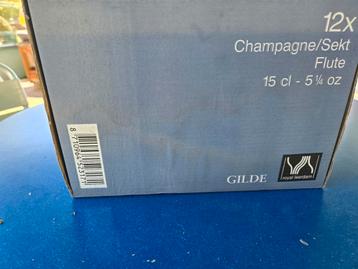 12x
Champagne/Sekt
Flute
15 cl - 5 ¼ oz
GILDE
royal leerdam